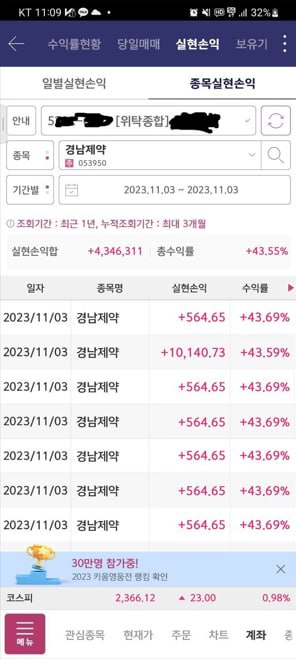 KT 11:09
32%
수익률현황 당일매매 실현손익 보유기
일별실현손익 종목실현손익
안내 [위탁종합]
종목 경남제약
053950
기간별 2023.11.03 ~ 2023.11.03
조회기간 : 최근 1년, 누적조회기간 : 최대 3개월
실현손익합 +4,346,311 총수익률 +43.55%
일자 종목명 실현손익 수익률
2023/11/03 경남제약 +564.65 +43.69%
2023/11/03 경남제약 +10,140.73 +43.59%
2023/11/03 경남제약 +564.65 +43.69%
2023/11/03 경남제약 +564.65 +43.69%
2023/11/03 경남제약 +564.65 +43.69%
2023/11/03 경남제약 +564.65 +43.69%
2023/11/03 경남제약 +564.65 +43.69%
30만명 참가중!
2023 키움영웅전 랭킹 확인
코스피 2,366.12 ▲ 23.00 0.98%
메뉴 관심종목 현재가 주문 차트 계좌